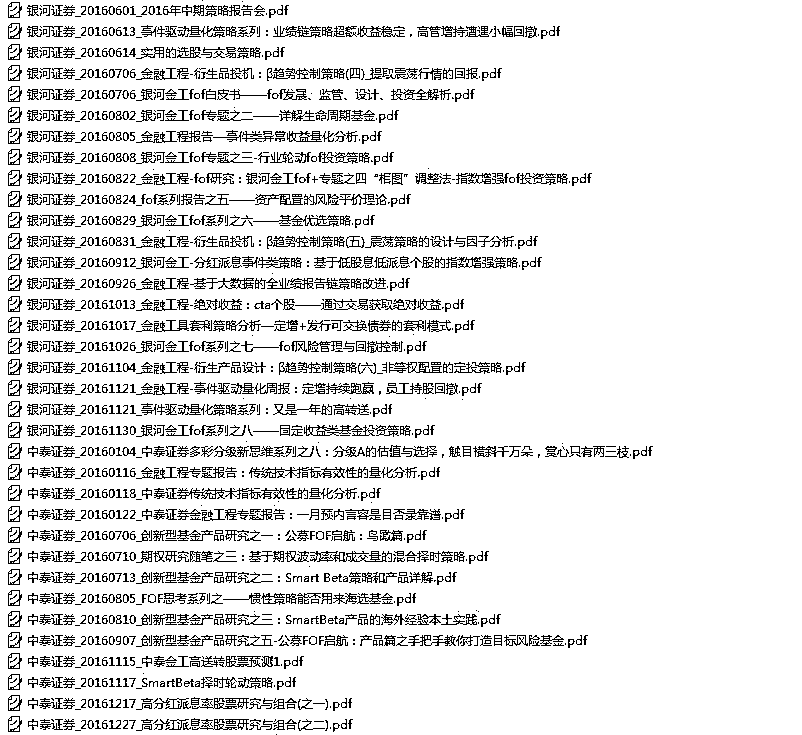 银河证券_20160601_2016年中期策略报告会.pdf
银河证券_20160613_事件驱动量化策略系列：业绩链策略超额收益稳定，高管增持遭遇小幅回撤.pdf
银河证券_20160614_实用的选股与交易策略.pdf
银河证券_20160706_金融工程-衍生品投机：β趋势控制策略(四)_提取震荡行情的回报.pdf
银河证券_20160706_银河金工fof白皮书——fof发展、监管、设计、投资全解析.pdf
银河证券_20160802_银河金工fof专题之二——详解生命周期基金.pdf
银河证券_20160805_金融工程报告—事件类异常收益量化分析.pdf
银河证券_20160808_银河金工fof专题之三-行业轮动fof投资策略.pdf
银河证券_20160822_金融工程-fof研究：银河金工fof+专题之四“柜图”调整法-指数增强fof投资策略.pdf
银河证券_20160824_fof系列报告之五——资产配置的风险平价理论.pdf
银河证券_20160829_银河金工fof系列之六——基金优选策略.pdf
银河证券_20160831_金融工程-衍生品投机：β趋势控制策略(五)_震荡策略的设计与因子分析.pdf
银河证券_20160912_银河金工-分红派息事件类策略：基于低股息低派息个股的指数增强策略.pdf
银河证券_20160926_金融工程-基于大数据的全业绩报告链策略改进.pdf
银河证券_20161013_金融工程-绝对收益：cta个股——通过交易获取绝对收益.pdf
银河证券_20161017_金融工具套利策略分析—定增+发行可交换债券的套利模式.pdf
银河证券_20161026_银河金工fof系列之七——fof风险管理与回撤控制.pdf
银河证券_20161104_金融工程-衍生产品设计：β趋势控制策略(六)_非等权配置的定投策略.pdf
银河证券_20161121_金融工程-事件驱动量化周报：定增持续跑赢，员工持股回撤.pdf
银河证券_20161121_事件驱动量化策略系列：又是一年的高转送.pdf
银河证券_20161130_银河金工fof系列之八——固定收益类基金投资策略.pdf
中泰证券_20160104_中泰证券多彩分级新思维系列之八：分级A的估值与选择，触目横斜千万朵，赏心只有两三枝.pdf
中泰证券_20160116_金融工程专题报告：传统技术指标有效性的量化分析.pdf
中泰证券_20160118_中泰证券传统技术指标有效性的量化分析.pdf
中泰证券_20160122_中泰证券金融工程专题报告：一月预内言容是目否录靠谱.pdf
中泰证券_20160706_创新型基金产品研究之一：公募FOF启航：鸟瞰篇.pdf
中泰证券_20160710_期权研究随笔之三：基于期权波动率和成交量的混合择时策略.pdf
中泰证券_20160713_创新型基金产品研究之二：Smart Beta策略和产品详解.pdf
中泰证券_20160805_FOF思考系列之一——惯性策略能否用来海选基金.pdf
中泰证券_20160810_创新型基金产品研究之三：SmartBeta产品的海外经验本土实践.pdf
中泰证券_20160907_创新型基金产品研究之五-公募FOF启航：产品篇之手把手教你打造目标风险基金.pdf
中泰证券_20161115_中泰金工高送转股票预测1.pdf
中泰证券_20161117_SmartBeta择时轮动策略.pdf
中泰证券_20161217_高分红派息率股票研究与组合(之一).pdf
中泰证券_20161227_高分红派息率股票研究与组合(之二).pdf